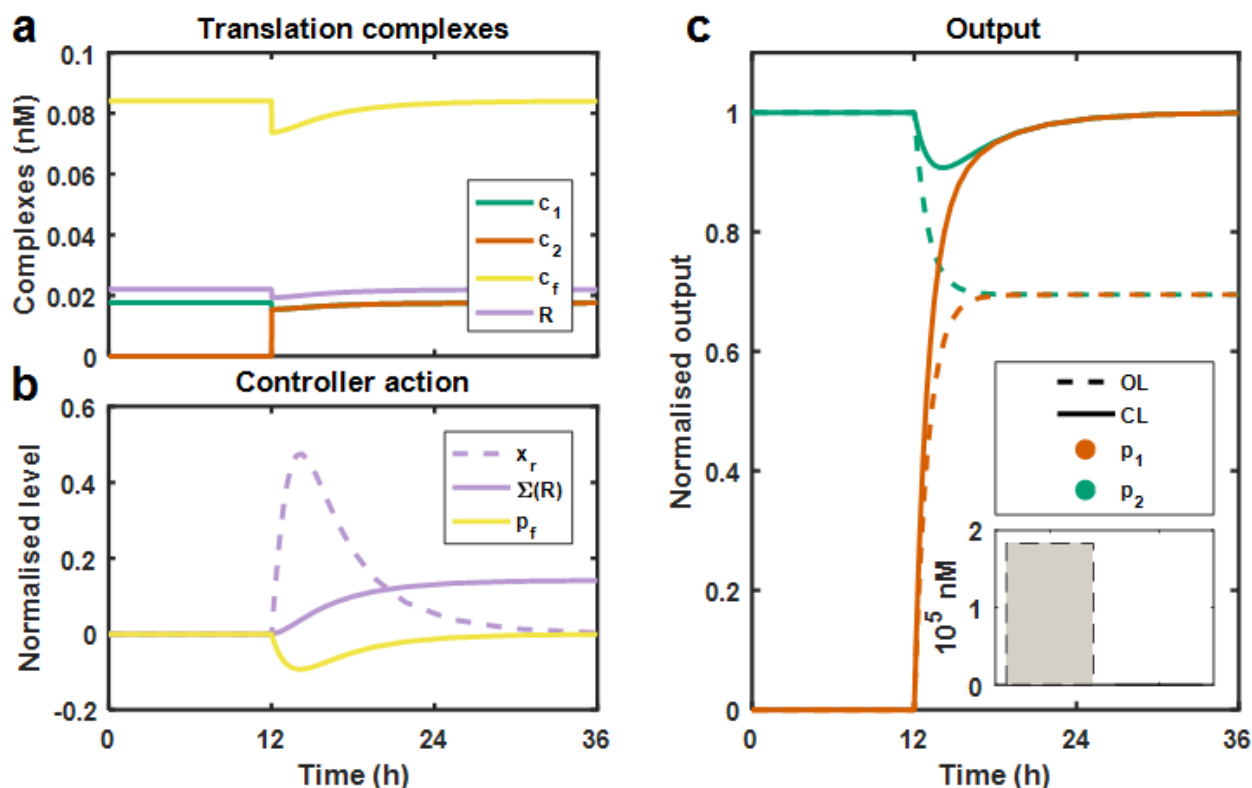 a
Translation complexes
Complexes (nM)
0.1
0.08
0.06
0.04
0.02
0
c1
c2
cf
R
b
Controller action
Normalised level
0.6
0.4
0.2
0
-0.2
xr
Σ(R)
pf
0 12 24 36
Time (h)
c
Output
Normalised output
1
0.8
0.6
0.4
0.2
0
OL
CL
p1
p2
10^5 nM
2
1
0
0 12 24 36
Time (h)